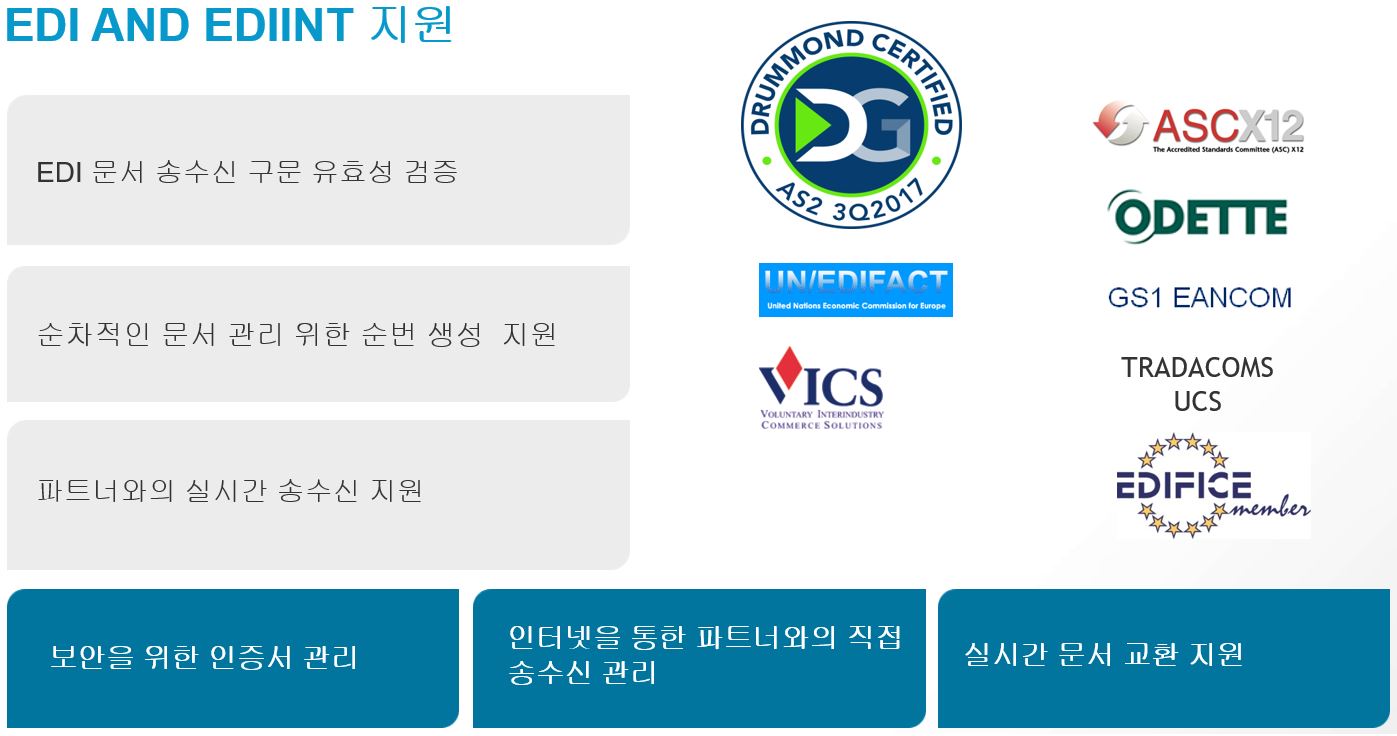 EDI AND EDIINT 지원
EDI 문서 송수신 구문 유효성 검증
순차적인 문서 관리 위한 순번 생성 지원
파트너와의 실시간 송수신 지원
DRUMMOND CERTIFIED
DG
AS2 3Q2017
UN/EDIFACT
United Nations Economic Commission for Europe
VICS
VOLUNTARY INTERINDUSTRY
COMMERCE SOLUTIONS
ASCX12
The Accredited Standards Committee (ASC) X12
ODETTE
GS1 EANCOM
TRADACOMS
UCS
EDIFICE
member
보안을 위한 인증서 관리
인터넷을 통한 파트너와의 직접
송수신 관리
실시간 문서 교환 지원